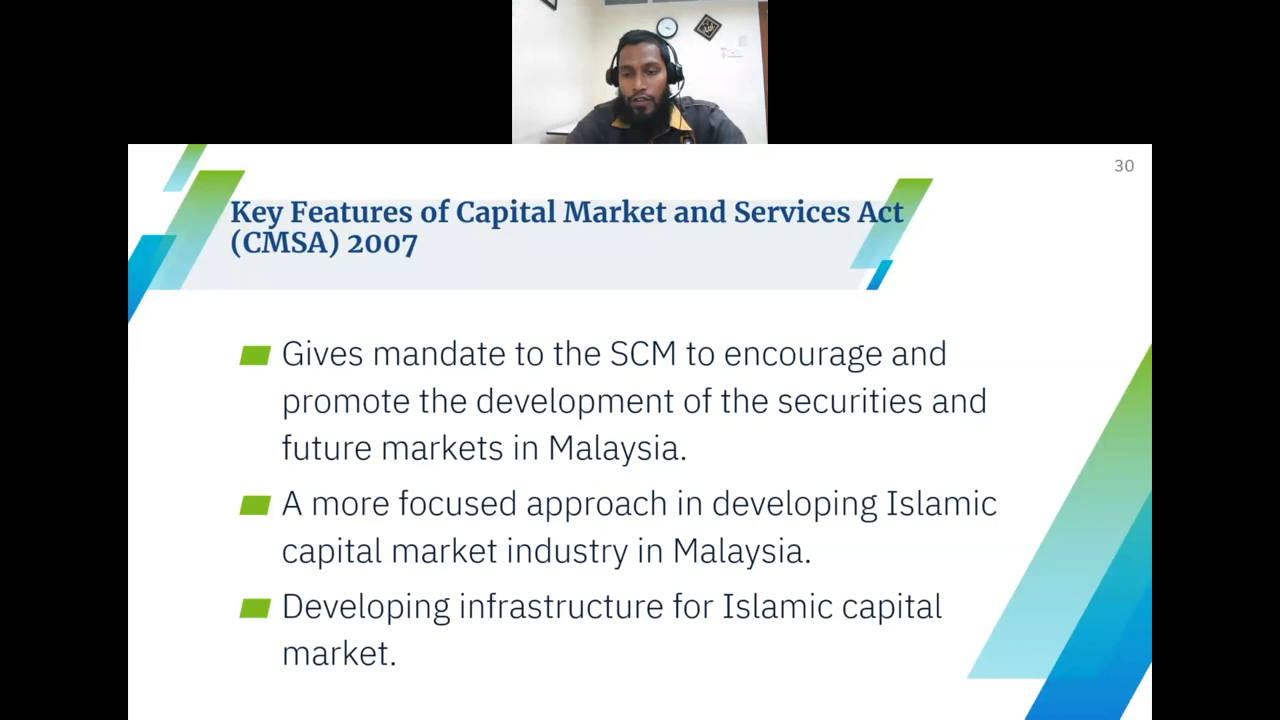 30
Key Features of Capital Market and Services Act
(CMSA) 2007
Gives mandate to the SCM to encourage and
promote the development of the securities and
future markets in Malaysia.
A more focused approach in developing Islamic
capital market industry in Malaysia.
Developing infrastructure for Islamic capital
market.